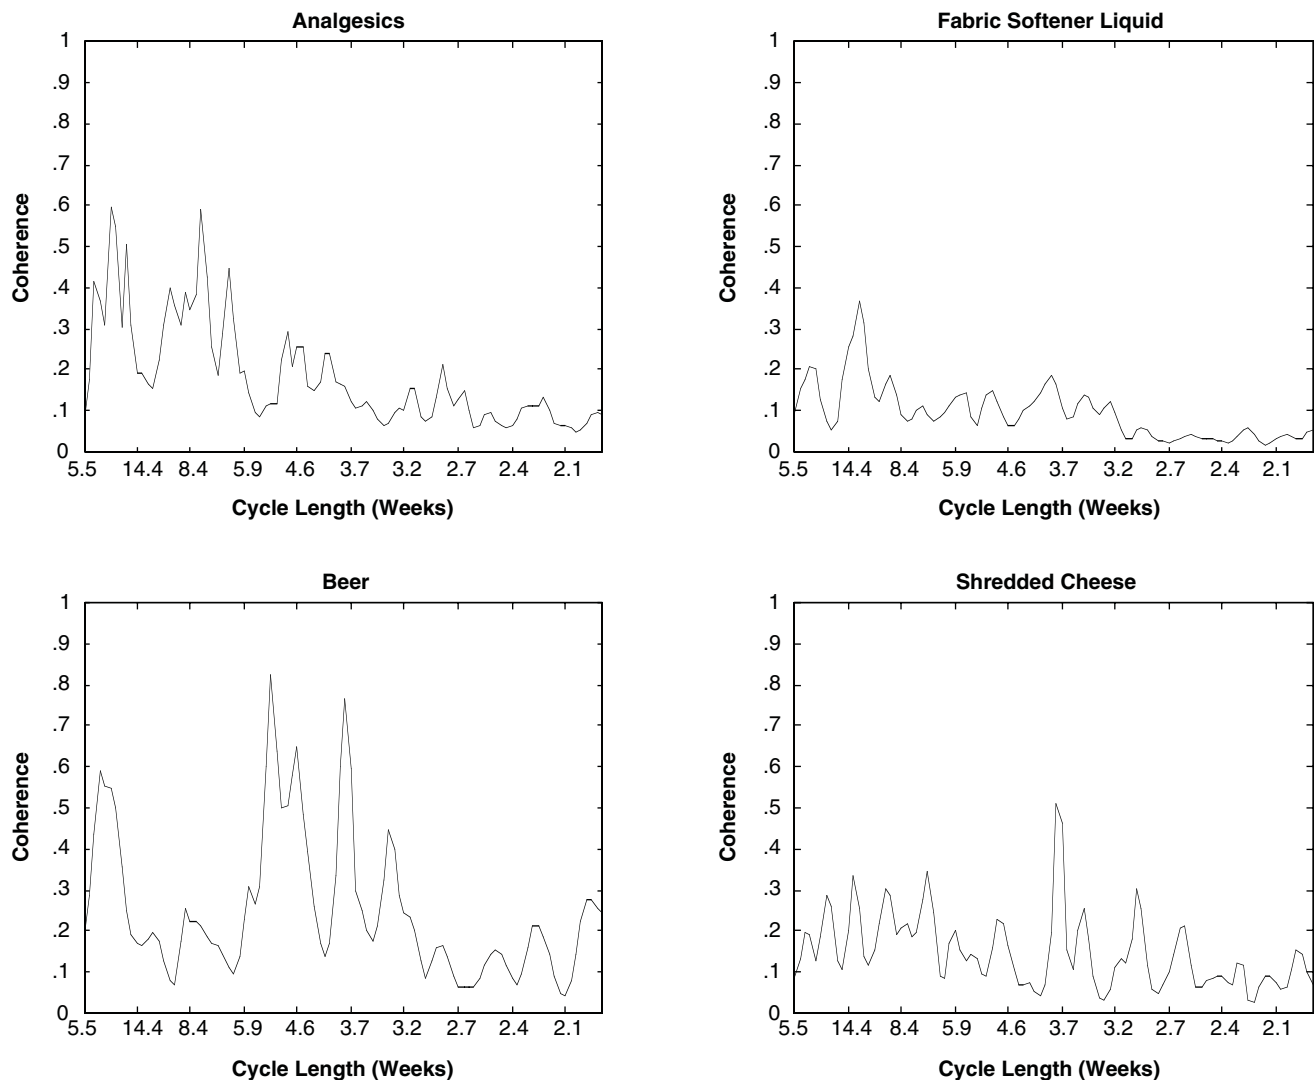 Analgesics
1
.9
.8
.7
.6
.5
.4
.3
.2
.1
0
Coherence
5.5 14.4 8.4 5.9 4.6 3.7 3.2 2.7 2.4 2.1
Cycle Length (Weeks)
Fabric Softener Liquid
1
.9
.8
.7
.6
.5
.4
.3
.2
.1
0
Coherence
5.5 14.4 8.4 5.9 4.6 3.7 3.2 2.7 2.4 2.1
Cycle Length (Weeks)
Beer
1
.9
.8
.7
.6
.5
.4
.3
.2
.1
0
Coherence
5.5 14.4 8.4 5.9 4.6 3.7 3.2 2.7 2.4 2.1
Cycle Length (Weeks)
Shredded Cheese
1
.9
.8
.7
.6
.5
.4
.3
.2
.1
0
Coherence
5.5 14.4 8.4 5.9 4.6 3.7 3.2 2.7 2.4 2.1
Cycle Length (Weeks)